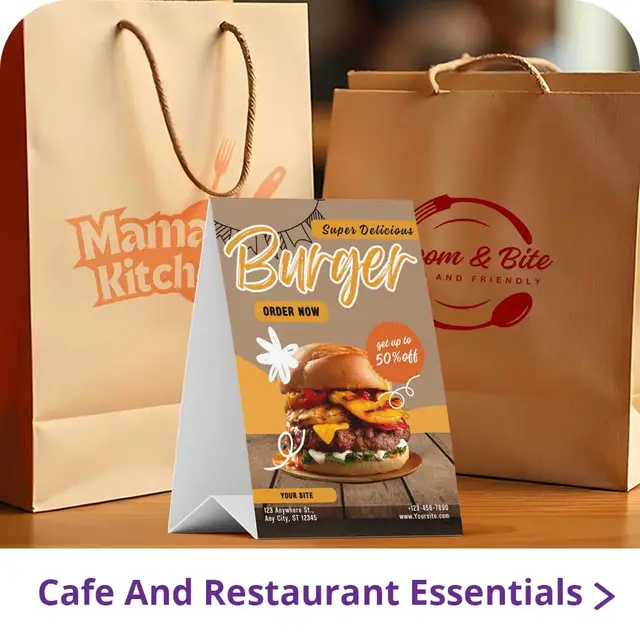 Mama
Kitch
Super Delicious
Burger
ORDER NOW
get up to
50% off
oom & Bite
AND FRIENDLY
YOUR SITE
123 Anywhere St.,
Any City, ST 12345
+123-456-7890
www.Yoursite.com
Cafe And Restaurant Essentials >